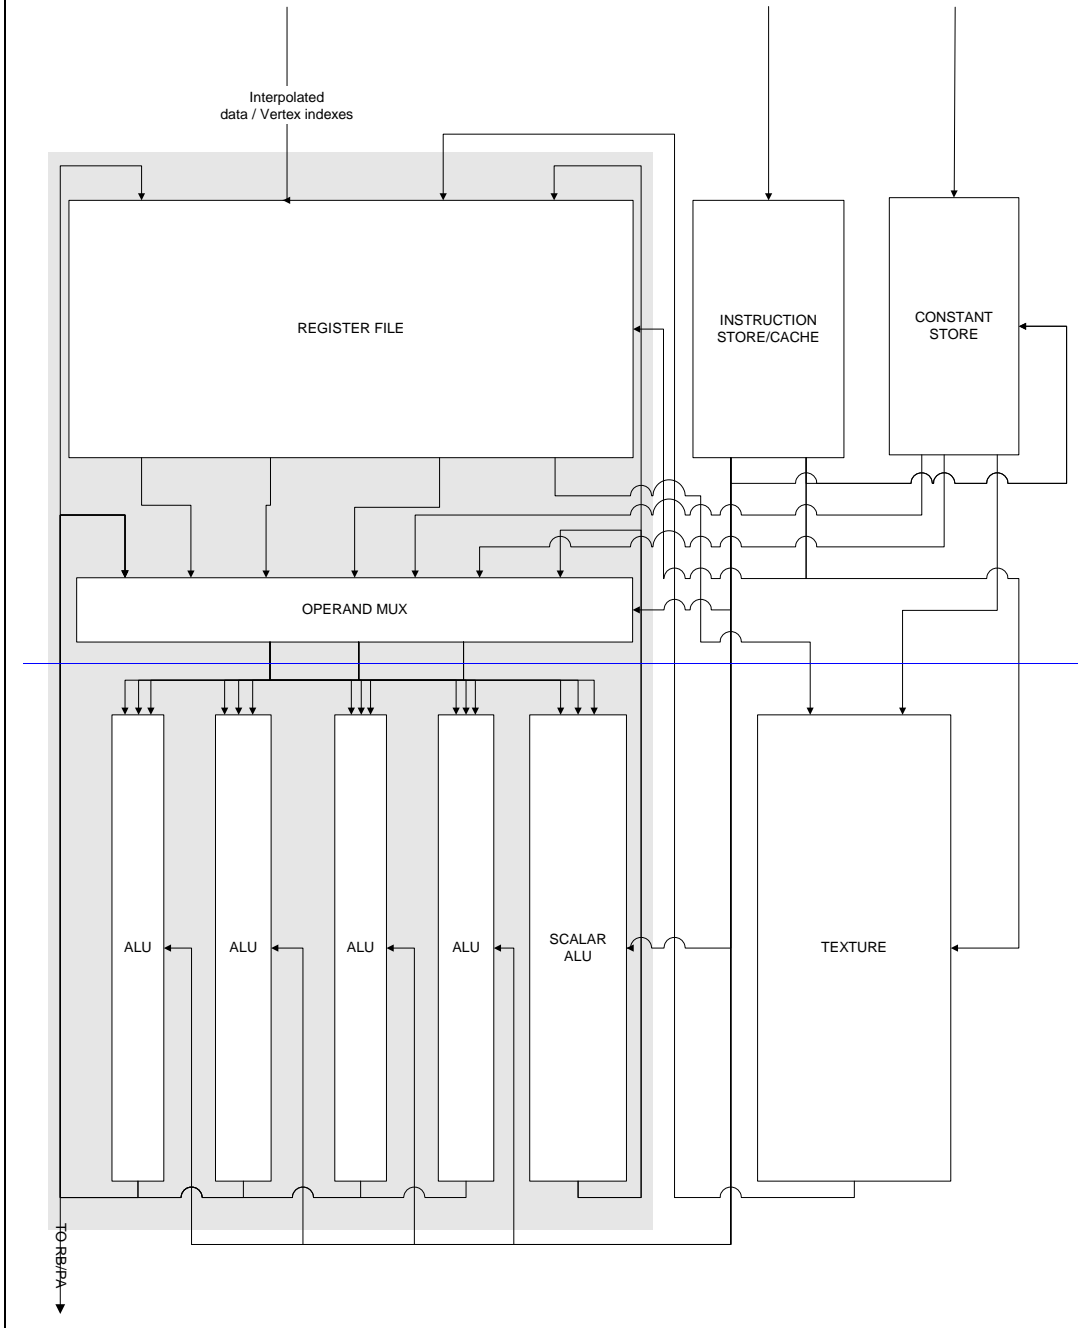 Interpolated
data / Vertex indexes
REGISTER FILE
INSTRUCTION
STORE/CACHE
CONSTANT
STORE
OPERAND MUX
ALU
ALU
ALU
ALU
SCALAR
ALU
TEXTURE
TO RB/PA